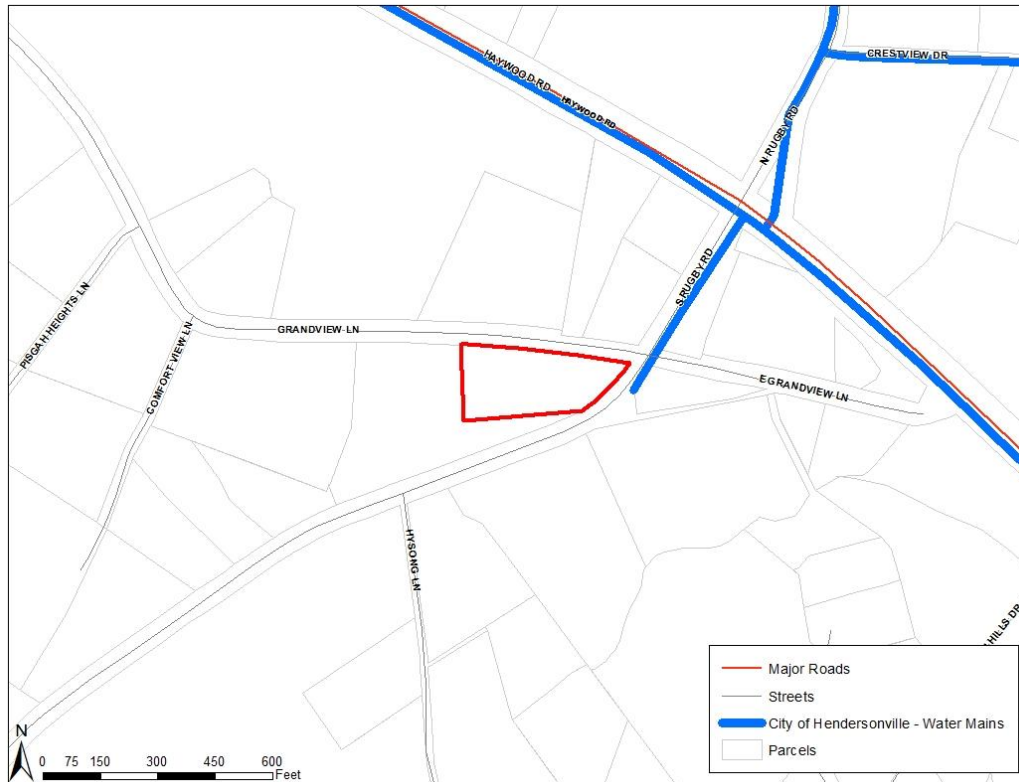 HAYWOOD RD
HAYWOOD RD
CRESTVIEW DR
N RUGBY RD
S RUGBY RD
PISGAH HEIGHTS LN
GRANDVIEW LN
COMFORT VIEW LN
E GRANDVIEW LN
HYSONG LN
HILLS DR
Major Roads
Streets
City of Hendersonville - Water Mains
Parcels
N
0 75 150 300 450 600
Feet